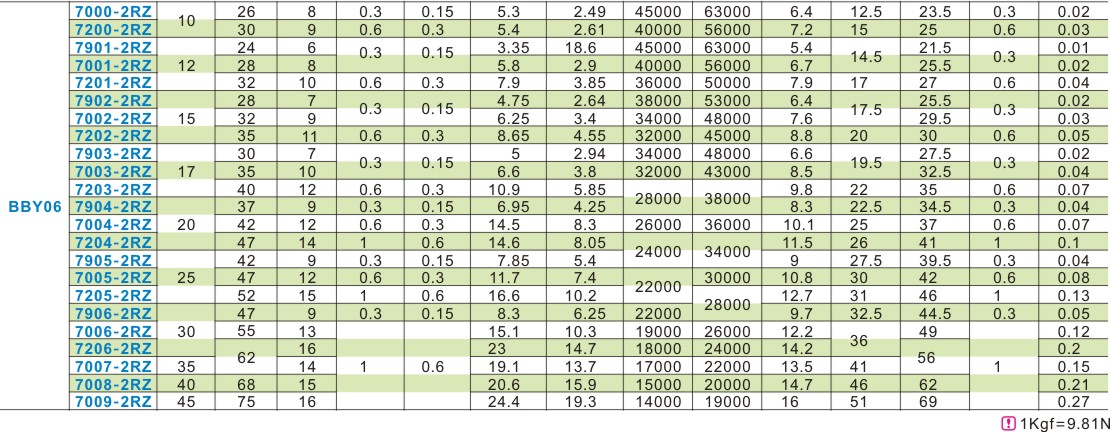 7000-2RZ 10 26 8 0.3 0.15 5.3 2.49 45000 63000 6.4 12.5 23.5 0.3 0.02
7200-2RZ 30 9 0.6 0.3 5.4 2.61 40000 56000 7.2 15 25 0.6 0.03
7901-2RZ 24 6 0.3 0.15 3.35 18.6 45000 63000 5.4 14.5 21.5 0.3 0.01
7001-2RZ 12 28 8 5.8 2.9 40000 56000 6.7 25.5 0.02
7201-2RZ 32 10 0.6 0.3 7.9 3.85 36000 50000 7.9 17 27 0.6 0.04
7902-2RZ 28 7 0.3 0.15 4.75 2.64 38000 53000 6.4 17.5 25.5 0.3 0.02
7002-2RZ 15 32 9 6.25 3.4 34000 48000 7.6 29.5 0.03
7202-2RZ 35 11 0.6 0.3 8.65 4.55 32000 45000 8.8 20 30 0.6 0.05
7903-2RZ 30 7 0.3 0.15 5 2.94 34000 48000 6.6 19.5 27.5 0.3 0.02
7003-2RZ 17 35 10 6.6 3.8 32000 43000 8.5 32.5 0.04
7203-2RZ 40 12 0.6 0.3 10.9 5.85 28000 38000 9.8 22 35 0.6 0.07
BBY06 7904-2RZ 37 9 0.3 0.15 6.95 4.25 8.3 22.5 34.5 0.3 0.04
7004-2RZ 20 42 12 0.6 0.3 14.5 8.3 26000 36000 10.1 25 37 0.6 0.07
7204-2RZ 47 14 1 0.6 14.6 8.05 24000 34000 11.5 26 41 1 0.1
7905-2RZ 42 9 0.3 0.15 7.85 5.4 9 27.5 39.5 0.3 0.04
7005-2RZ 25 47 12 0.6 0.3 11.7 7.4 22000 30000 10.8 30 42 0.6 0.08
7205-2RZ 52 15 1 0.6 16.6 10.2 28000 12.7 31 46 1 0.13
7906-2RZ 47 9 0.3 0.15 8.3 6.25 22000 9.7 32.5 44.5 0.3 0.05
7006-2RZ 30 55 13 15.1 10.3 19000 26000 12.2 36 49 0.12
7206-2RZ 62 16 23 14.7 18000 24000 14.2 56 0.2
7007-2RZ 35 14 1 0.6 19.1 13.7 17000 22000 13.5 41 1 0.15
7008-2RZ 40 68 15 20.6 15.9 15000 20000 14.7 46 62 0.21
7009-2RZ 45 75 16 24.4 19.3 14000 19000 16 51 69 0.27
! 1Kgf=9.81N